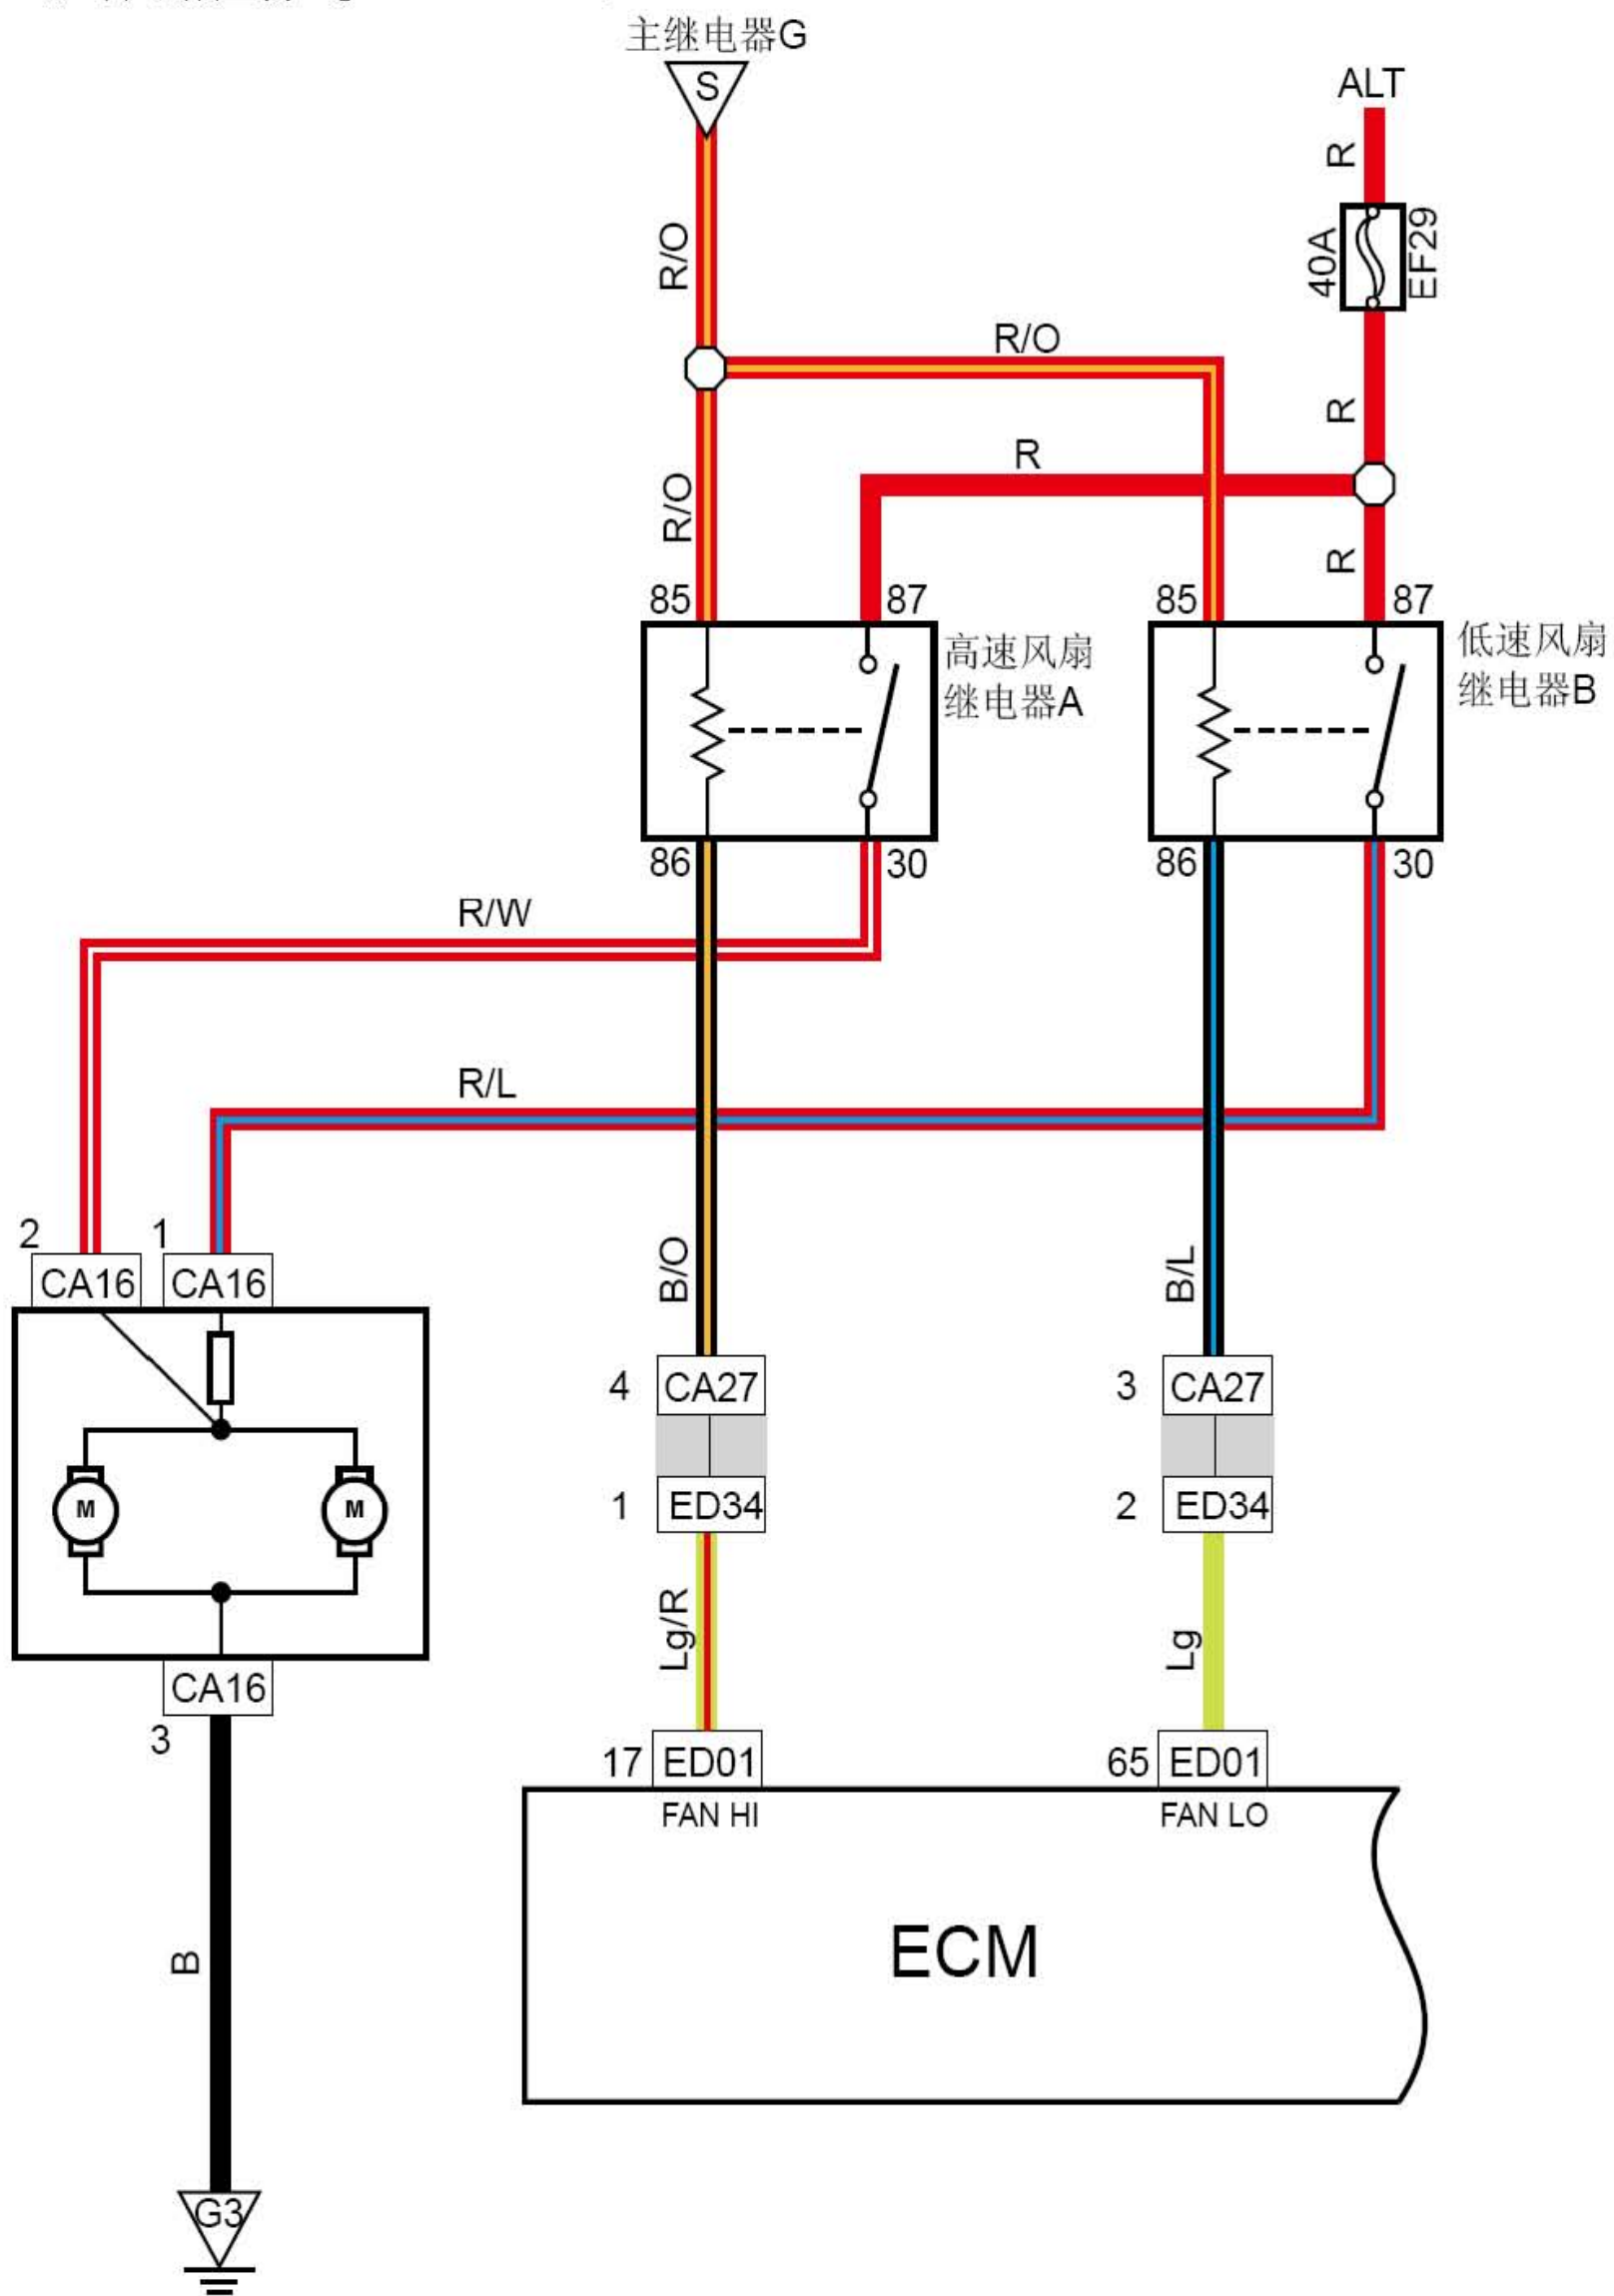 主继电器G
S
ALT
R
40A
EF29
R/O
R/O
R
R
R/O
R
85
87
85
87
高速风扇
继电器A
低速风扇
继电器B
86
30
86
30
R/W
R/L
2
1
CA16
CA16
B/O
B/L
4
CA27
3
CA27
M
M
1
ED34
2
ED34
Lg/R
Lg
CA16
3
17
ED01
65
ED01
FAN HI
FAN LO
ECM
B
G3